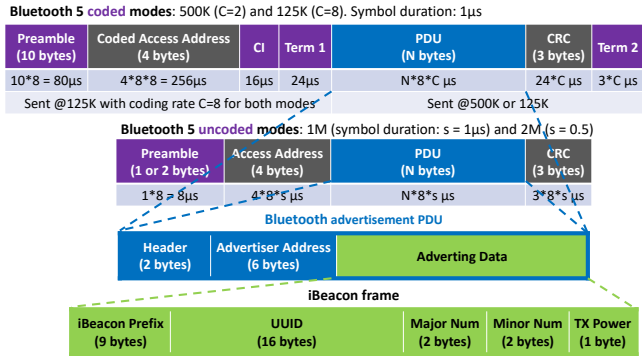 Bluetooth 5 coded modes: 500K (C=2) and 125K (C=8). Symbol duration: 1µs
Preamble (10 bytes) Coded Access Address (4 bytes) CI Term 1 PDU (N bytes) CRC (3 bytes) Term 2
10*8 = 80µs 4*8*8 = 256µs 16µs 24µs N*8*C µs 24*C µs 3*C µs
Sent @125K with coding rate C=8 for both modes Sent @500K or 125K
Bluetooth 5 uncoded modes: 1M (symbol duration: s = 1µs) and 2M (s = 0.5)
Preamble (1 or 2 bytes) Access Address (4 bytes) PDU (N bytes) CRC (3 bytes)
1*8 = 8µs 4*8*s µs N*8*s µs 3*8*s µs
Bluetooth advertisement PDU
Header (2 bytes) Advertiser Address (6 bytes) Adverting Data
iBeacon frame
iBeacon Prefix (9 bytes) UUID (16 bytes) Major Num (2 bytes) Minor Num (2 bytes) TX Power (1 byte)